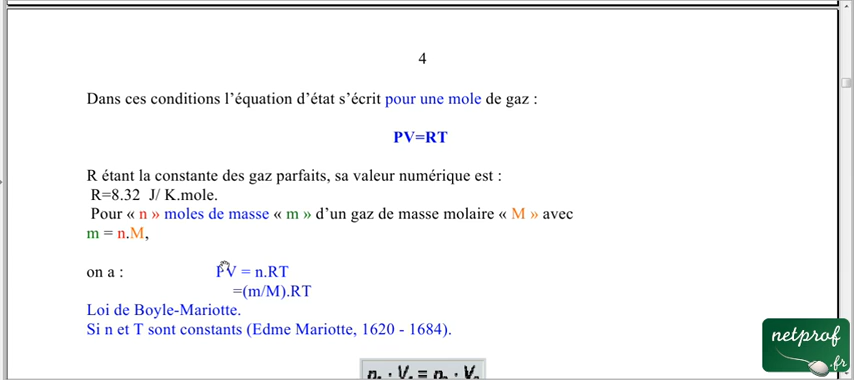 4
Dans ces conditions l’équation d’état s’écrit pour une mole de gaz :
PV=RT
R étant la constante des gaz parfaits, sa valeur numérique est :
R=8.32 J/ K.mole.
Pour « n » moles de masse « m » d’un gaz de masse molaire « M » avec
m = n.M,
on a : PV = n.RT
=(m/M).RT
Loi de Boyle-Mariotte.
Si n et T sont constants (Edme Mariotte, 1620 - 1684).
netprof
.fr